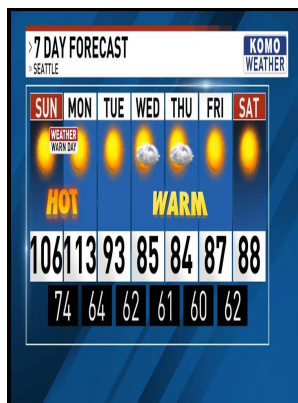 › 7 DAY FORECAST
» SEATTLE
KOMO
WEATHER
SUN MON TUE WED THU FRI SAT
WEATHER
WARN DAY
HOT WARM
106 113 93 85 84 87 88
74 64 62 61 60 62